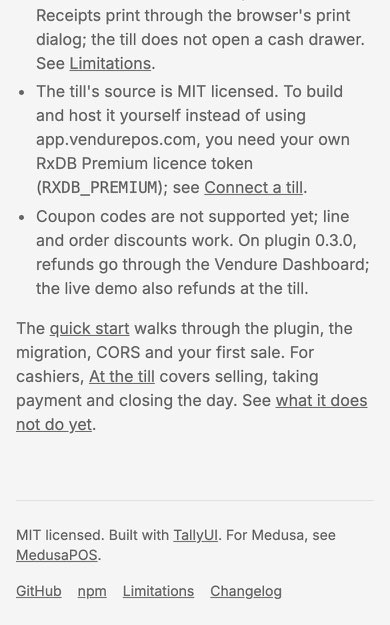 Receipts print through the browser's print
dialog; the till does not open a cash drawer.
See Limitations.
• The till's source is MIT licensed. To build
and host it yourself instead of using
app.vendurepos.com, you need your own
RxDB Premium licence token
(RXDB_PREMIUM); see Connect a till.
• Coupon codes are not supported yet; line
and order discounts work. On plugin 0.3.0,
refunds go through the Vendure Dashboard;
the live demo also refunds at the till.
The quick start walks through the plugin, the
migration, CORS and your first sale. For
cashiers, At the till covers selling, taking
payment and closing the day. See what it does
not do yet.
MIT licensed. Built with TallyUI. For Medusa, see
MedusaPOS.
GitHub npm Limitations Changelog